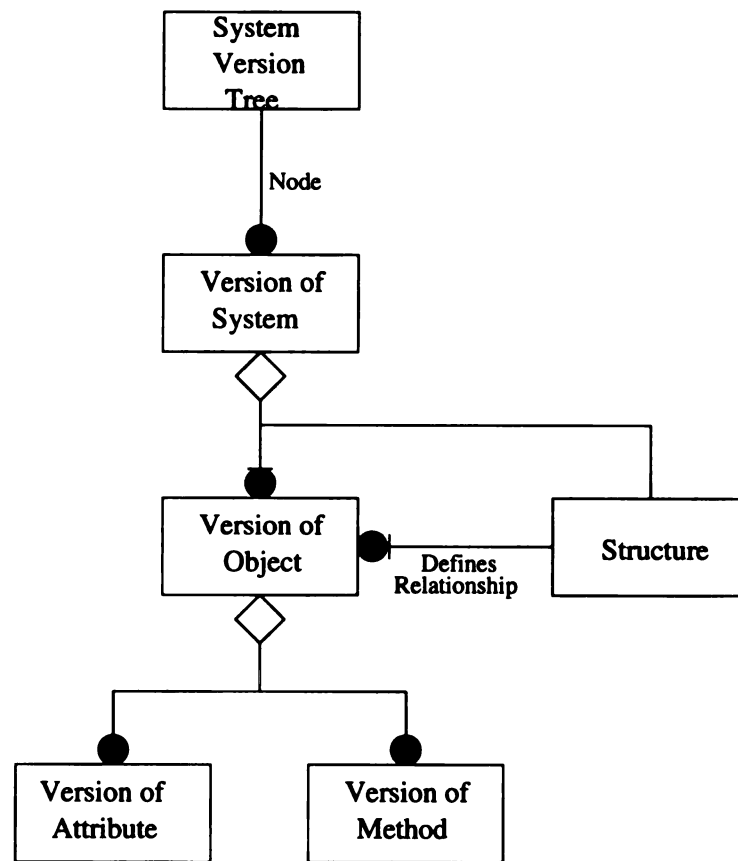 System
Version
Tree
Node
Version of
System
Version of
Object
Defines
Relationship
Structure
Version of
Attribute
Version of
Method